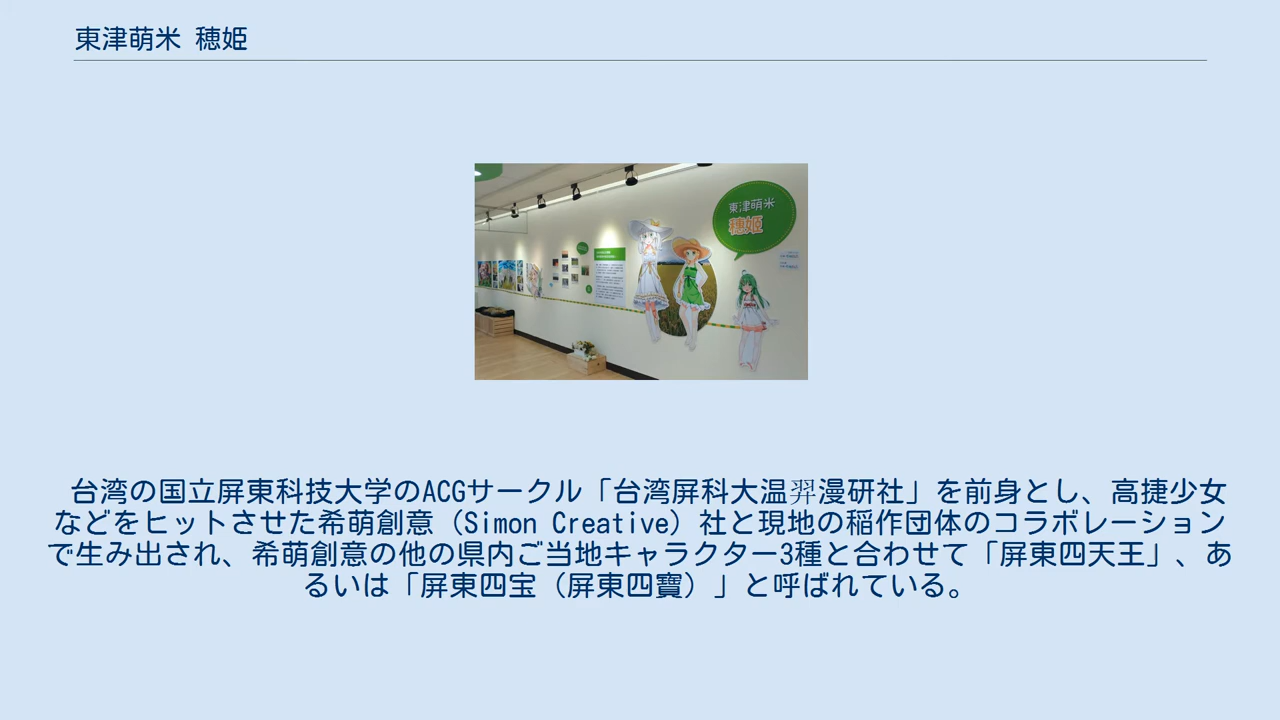 東津萌米 穂姫
東津萌米
穗姬
台湾の国立屏東科技大学のACGサークル「台湾屏科大温羿漫研社」を前身とし、高捷少女
などをヒットさせた希萌創意（Simon Creative）社と現地の稲作団体のコラボレーション
で生み出され、希萌創意の他の県内ご当地キャラクター3種と合わせて「屏東四天王」、あ
るいは「屏東四宝（屏東四寶）」と呼ばれている。